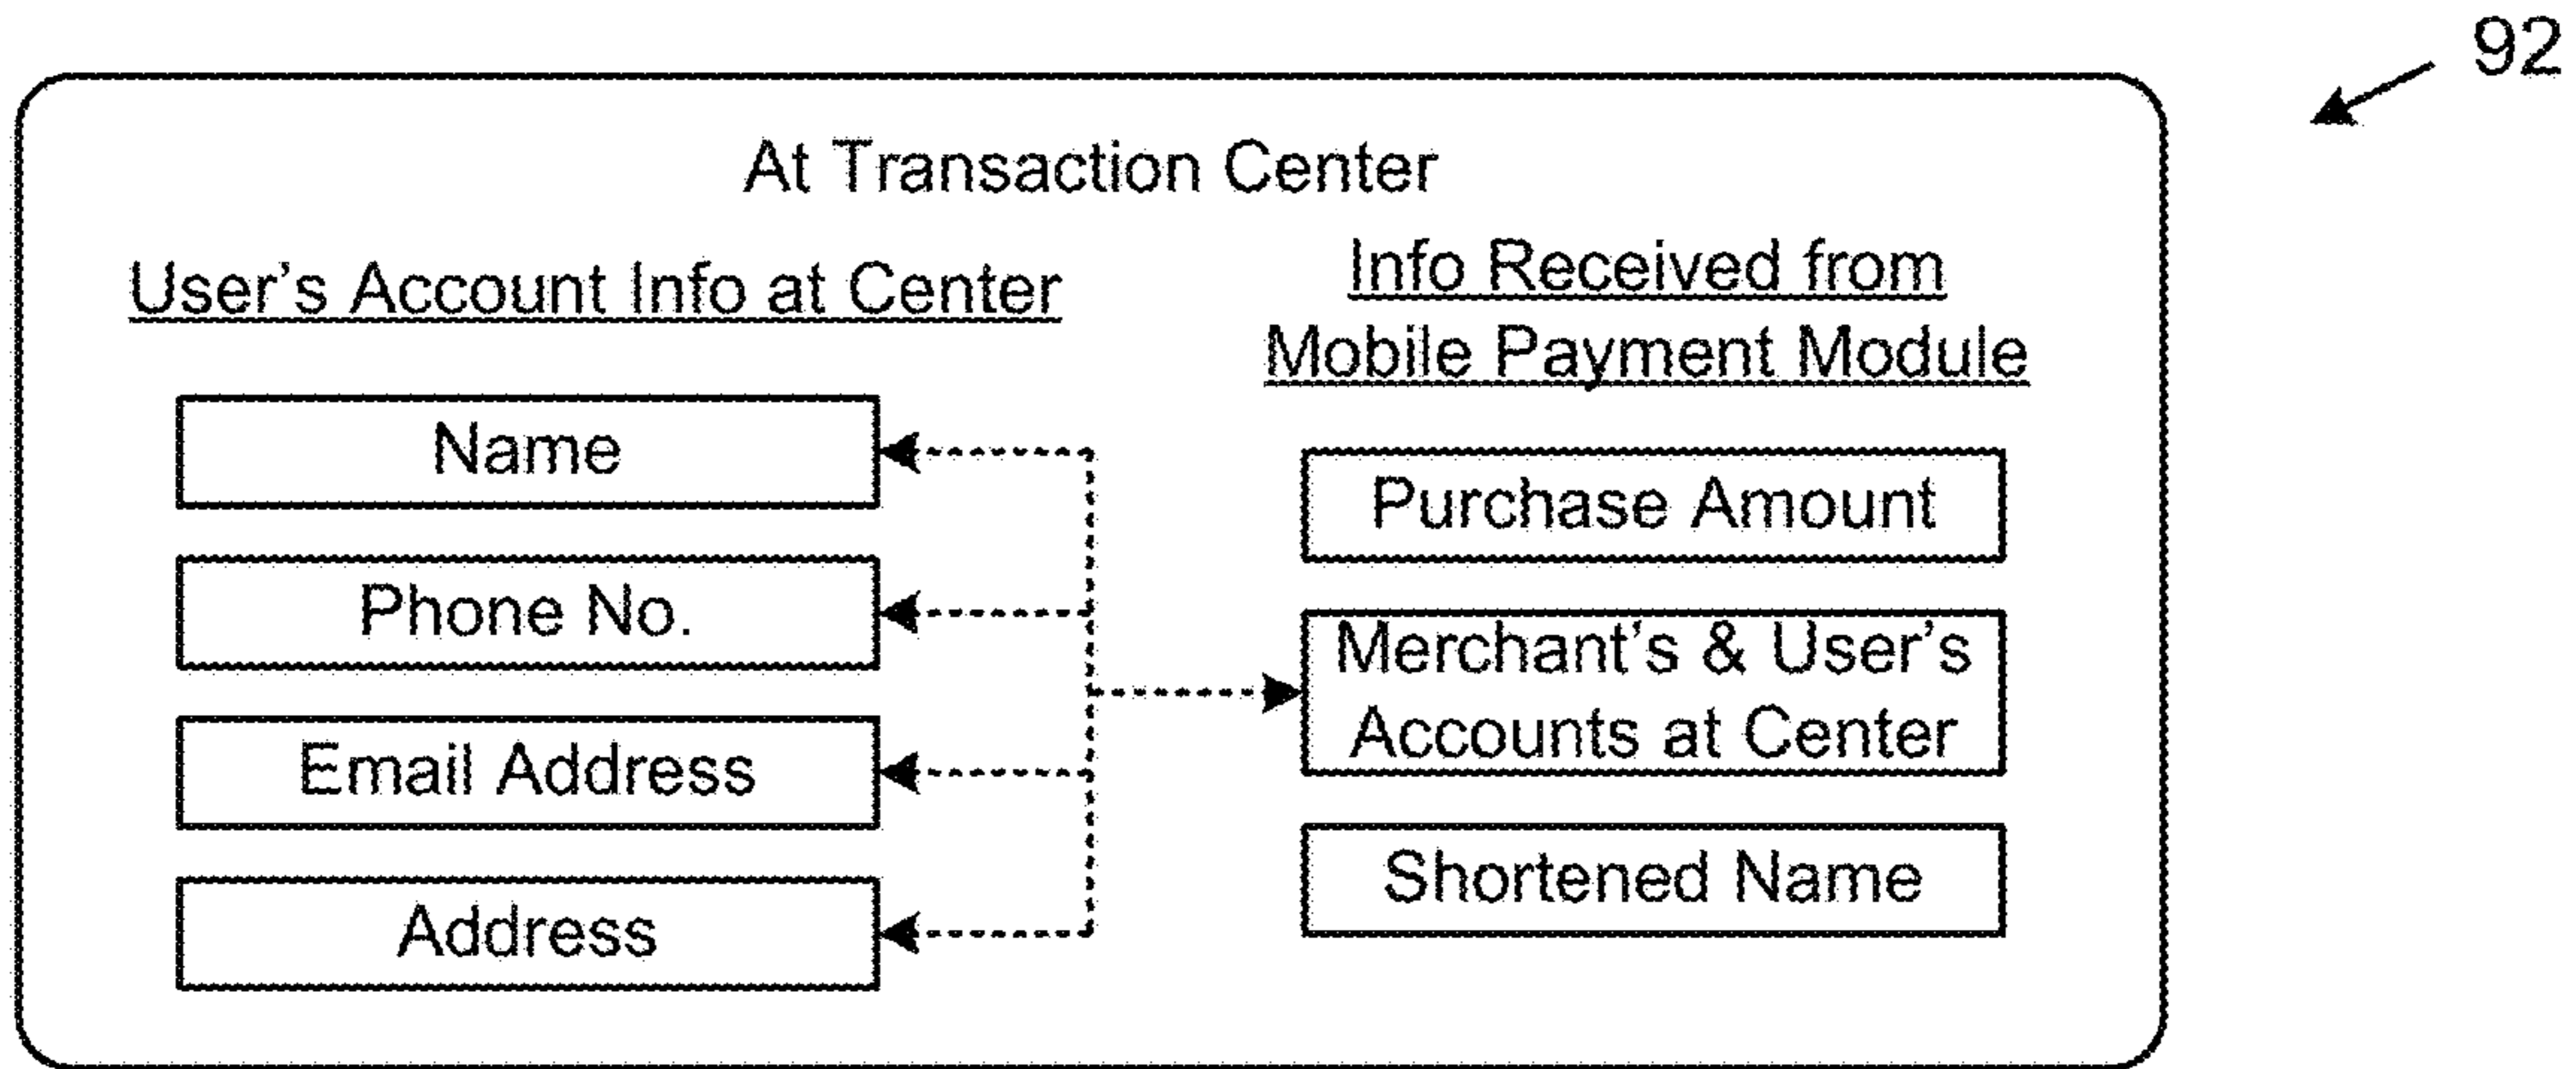 92
At Transaction Center
User's Account Info at Center
Name
Phone No.
Email Address
Address
Info Received from
Mobile Payment Module
Purchase Amount
Merchant's & User's
Accounts at Center
Shortened Name